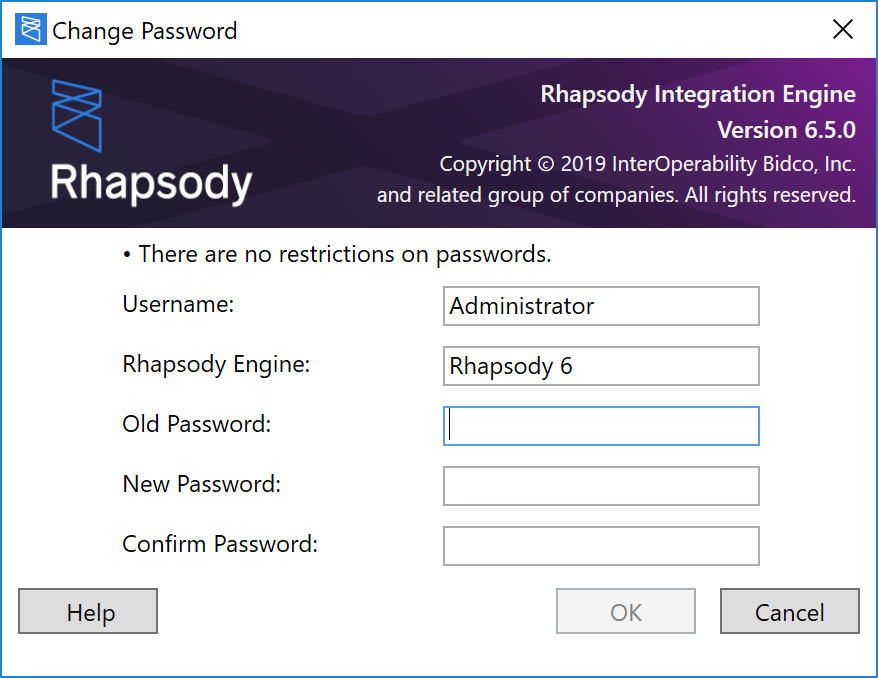 Change Password
Rhapsody
Rhapsody Integration Engine
Version 6.5.0
Copyright © 2019 InterOperability Bidco, Inc.
and related group of companies. All rights reserved.
• There are no restrictions on passwords.
Username: Administrator
Rhapsody Engine: Rhapsody 6
Old Password:
New Password:
Confirm Password:
Help OK Cancel